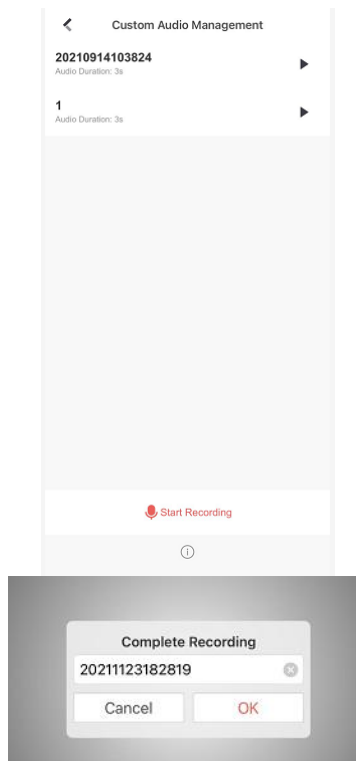 Custom Audio Management
20210914103824
Audio Duration: 3s
1
Audio Duration: 3s
Start Recording
Complete Recording
20211123182819
Cancel OK